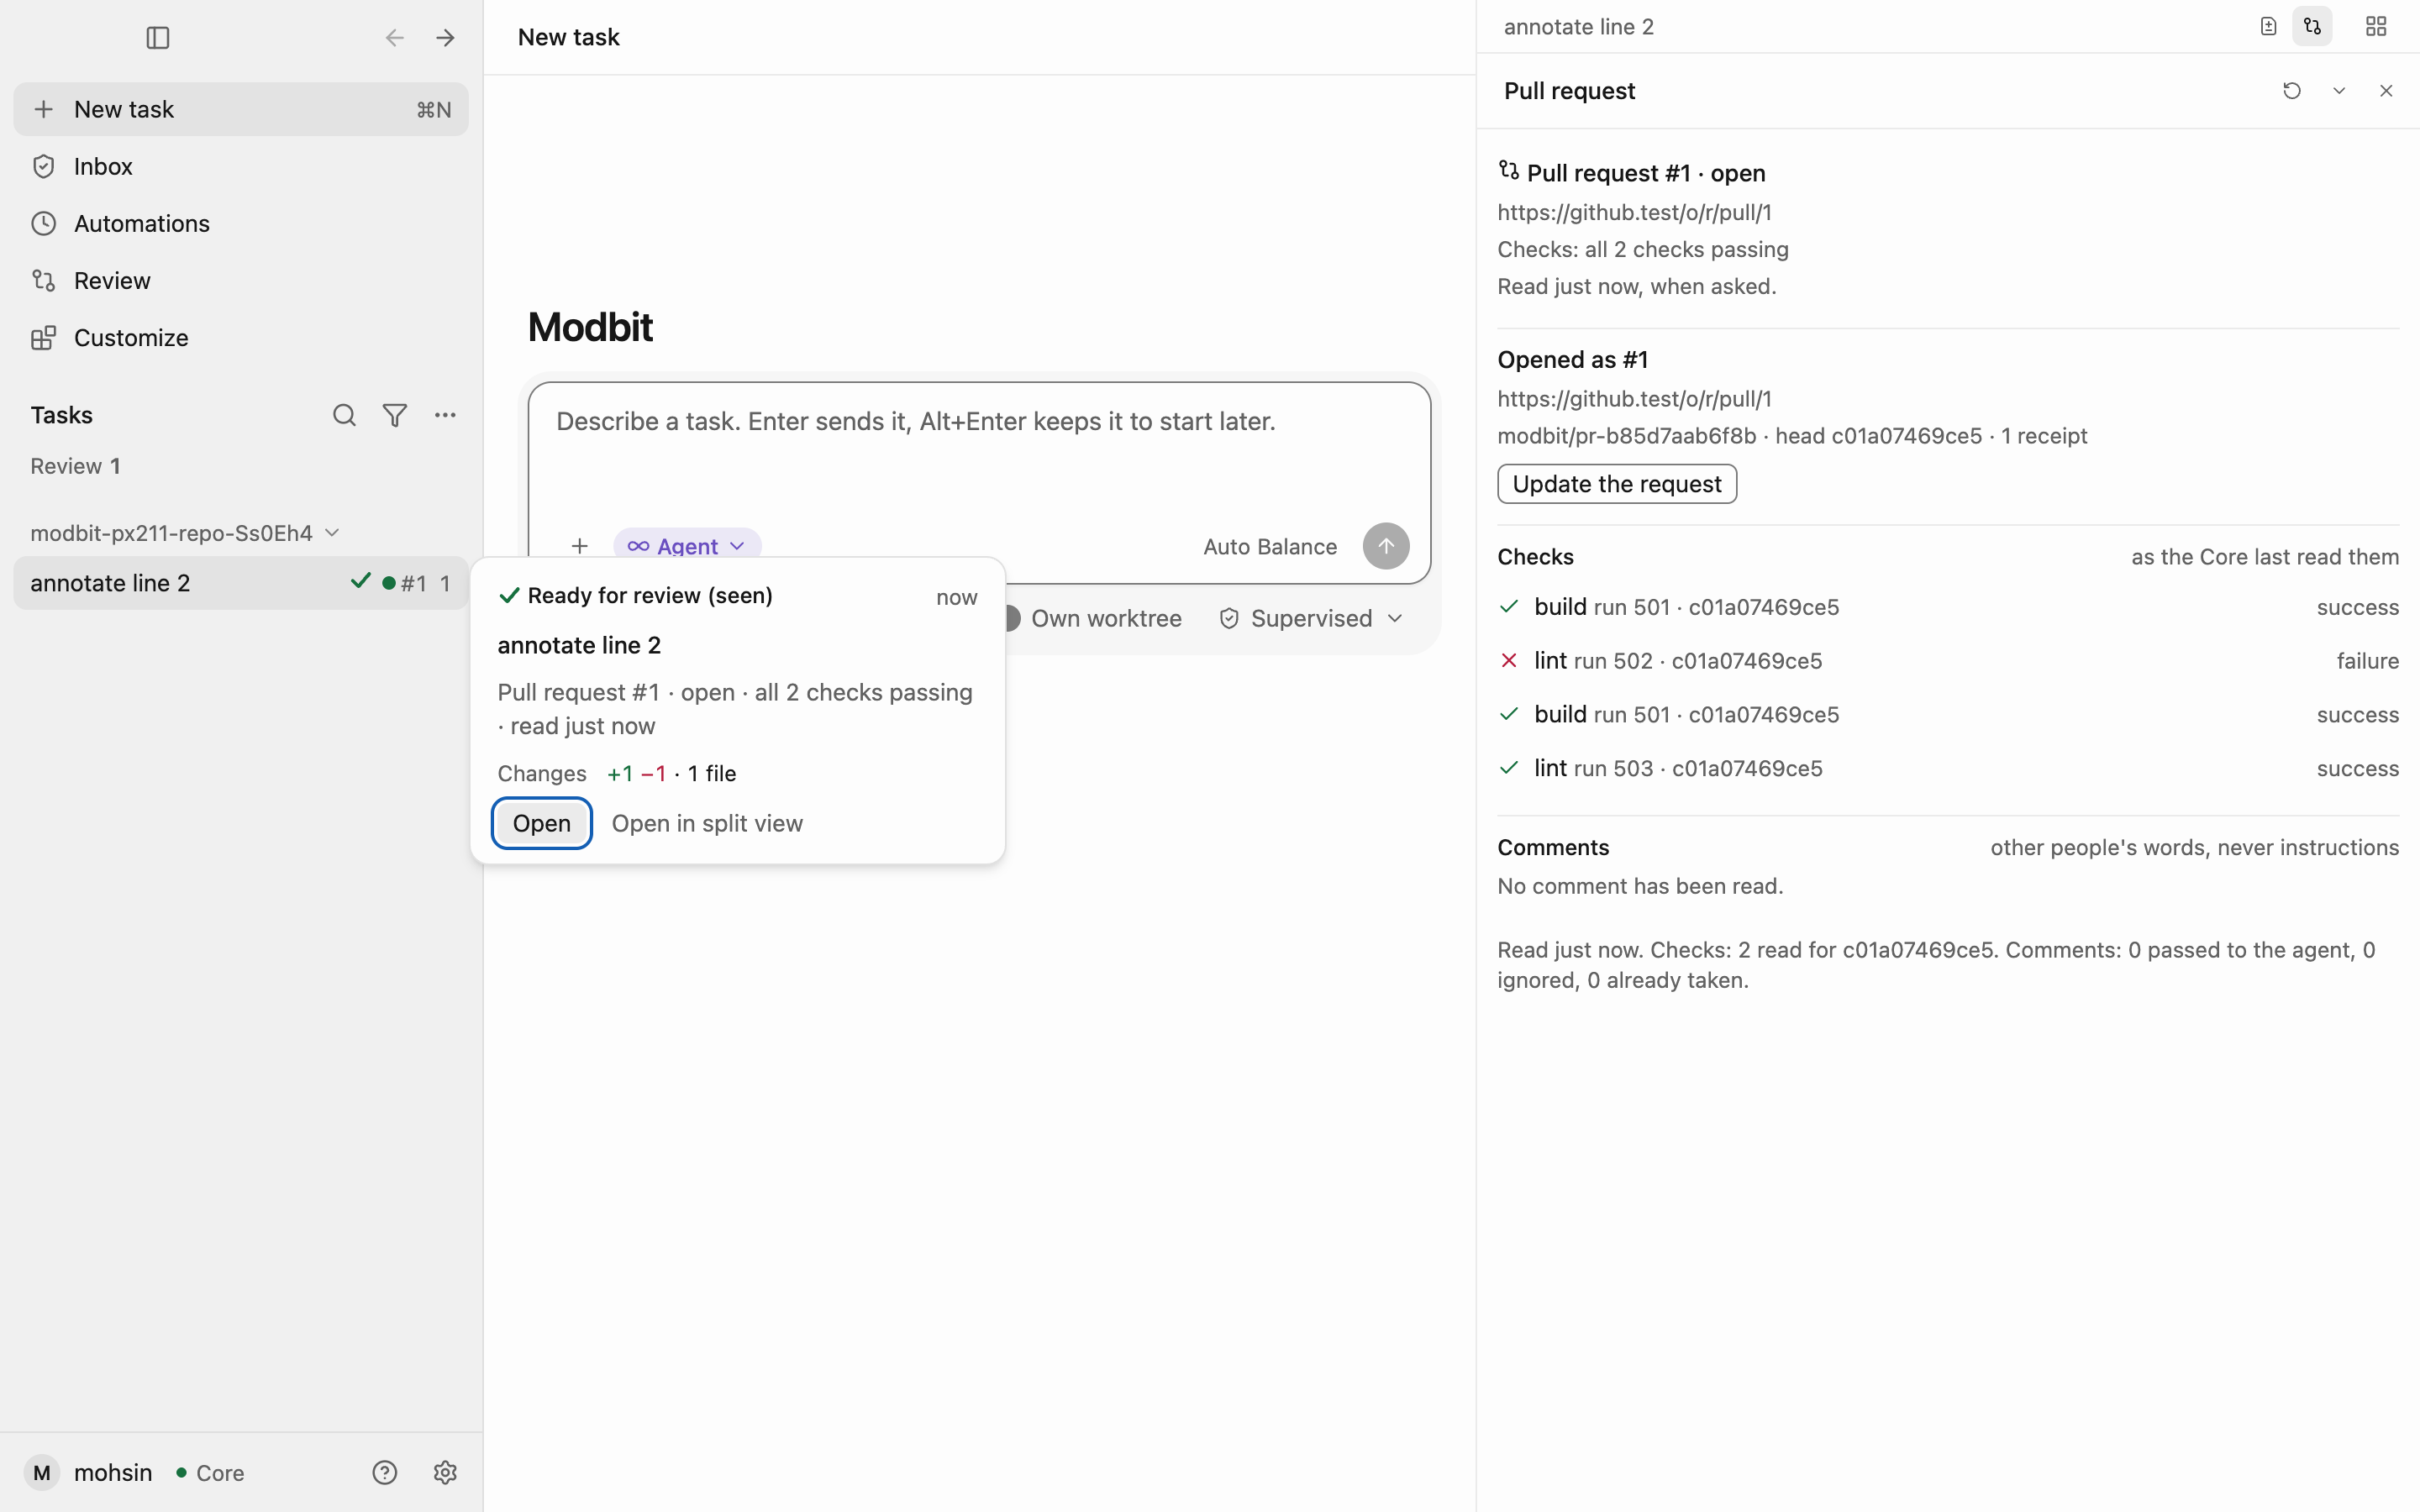 New task ⌘N
Inbox
Automations
Review
Customize
Tasks
Review 1
modbit-px211-repo-Ss0Eh4
annotate line 2 #1 1
M mohsin Core
New task
Modbit
Describe a task. Enter sends it, Alt+Enter keeps it to start later.
Agent Auto Balance
Own worktree Supervised
Ready for review (seen) now
annotate line 2
Pull request #1 · open · all 2 checks passing
· read just now
Changes +1 −1 · 1 file
Open Open in split view
annotate line 2
Pull request
Pull request #1 · open
https://github.test/o/r/pull/1
Checks: all 2 checks passing
Read just now, when asked.
Opened as #1
https://github.test/o/r/pull/1
modbit/pr-b85d7aab6f8b · head c01a07469ce5 · 1 receipt
Update the request
Checks as the Core last read them
build run 501 · c01a07469ce5 success
lint run 502 · c01a07469ce5 failure
build run 501 · c01a07469ce5 success
lint run 503 · c01a07469ce5 success
Comments other people's words, never instructions
No comment has been read.
Read just now. Checks: 2 read for c01a07469ce5. Comments: 0 passed to the agent, 0
ignored, 0 already taken.